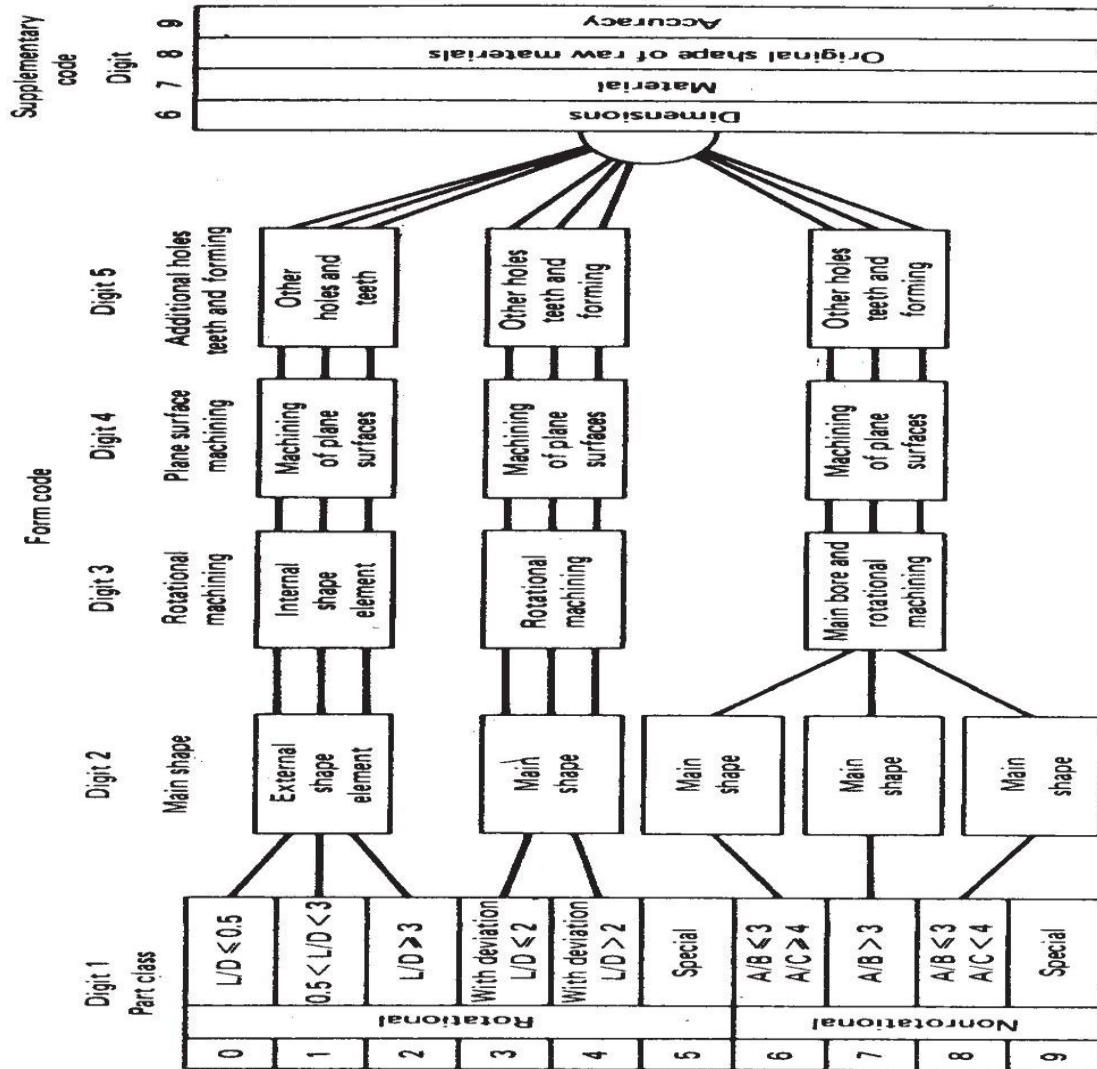 Form code
Supplementary
code
Digit 1
Digit 2
Digit 3
Digit 4
Digit 5
Digit
Part class
Main shape
Rotational
machining
Plane surface
machining
Additional holes
teeth and forming
6
7
8
9
Rotational
0
L/D ≤ 0.5
1
0.5 < L/D < 3
2
L/D ≥ 3
3
With deviation
L/D ≤ 2
4
With deviation
L/D > 2
5
Special
Nonrotational
6
A/B ≤ 3
A/C ≥ 4
7
A/B > 3
8
A/B ≤ 3
A/C < 4
9
Special
External
shape
element
Internal
shape
element
Machining
of plane
surfaces
Other
holes and
teeth
Main
shape
Rotational
machining
Machining
of plane
surfaces
Other holes
teeth and
forming
Main
shape
Main
shape
Main
shape
Main bore and
rotational
machining
Machining
of plane
surfaces
Other holes
teeth and
forming
Dimensions
Material
Original shape of raw materials
Accuracy